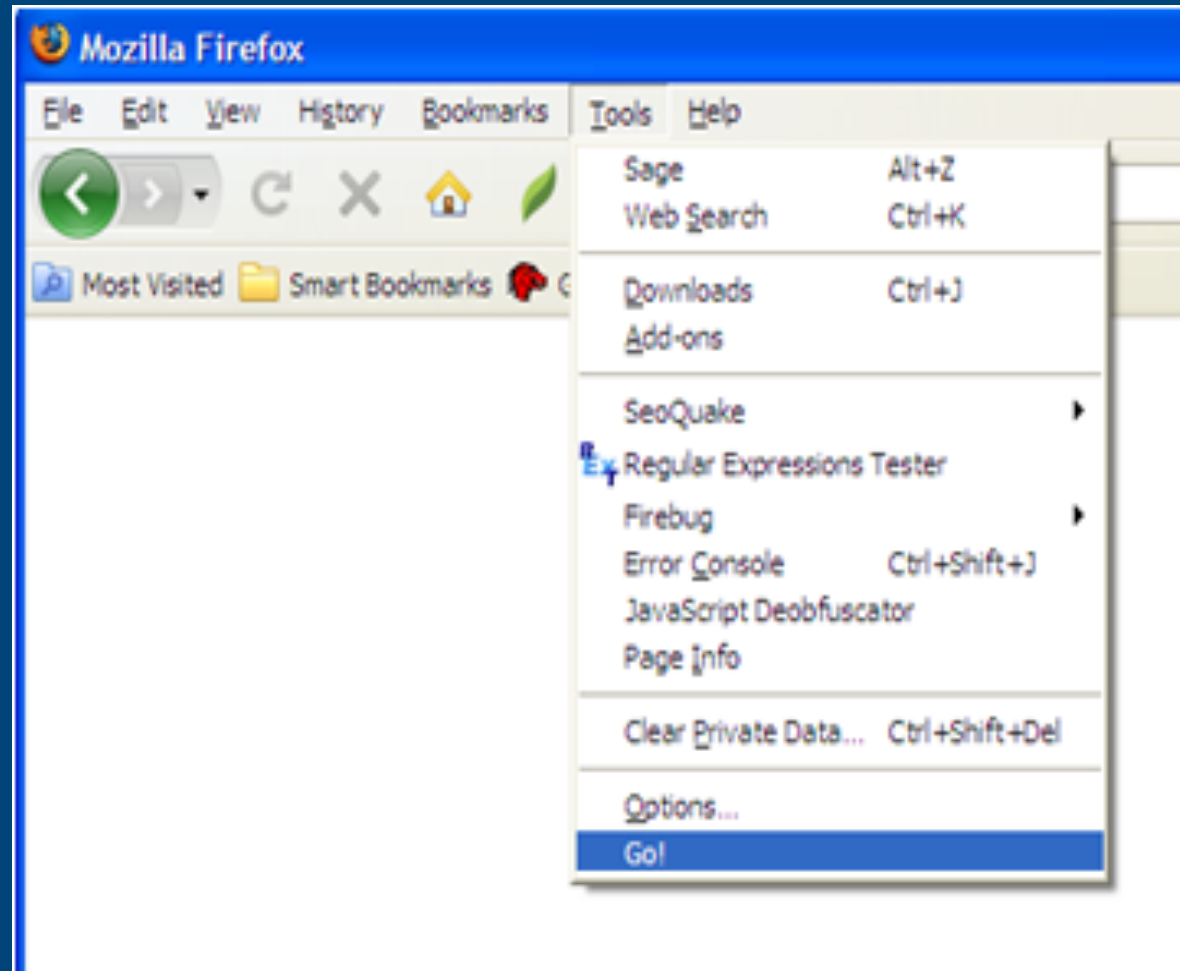 Mozilla Firefox
File Edit View History Bookmarks Tools Help
Most Visited Smart Bookmarks G
Sage Alt+Z
Web Search Ctrl+K
Downloads Ctrl+J
Add-ons
SeoQuake
Regular Expressions Tester
Firebug
Error Console Ctrl+Shift+J
JavaScript Deobfuscator
Page Info
Clear Private Data... Ctrl+Shift+Del
Options...
Go!